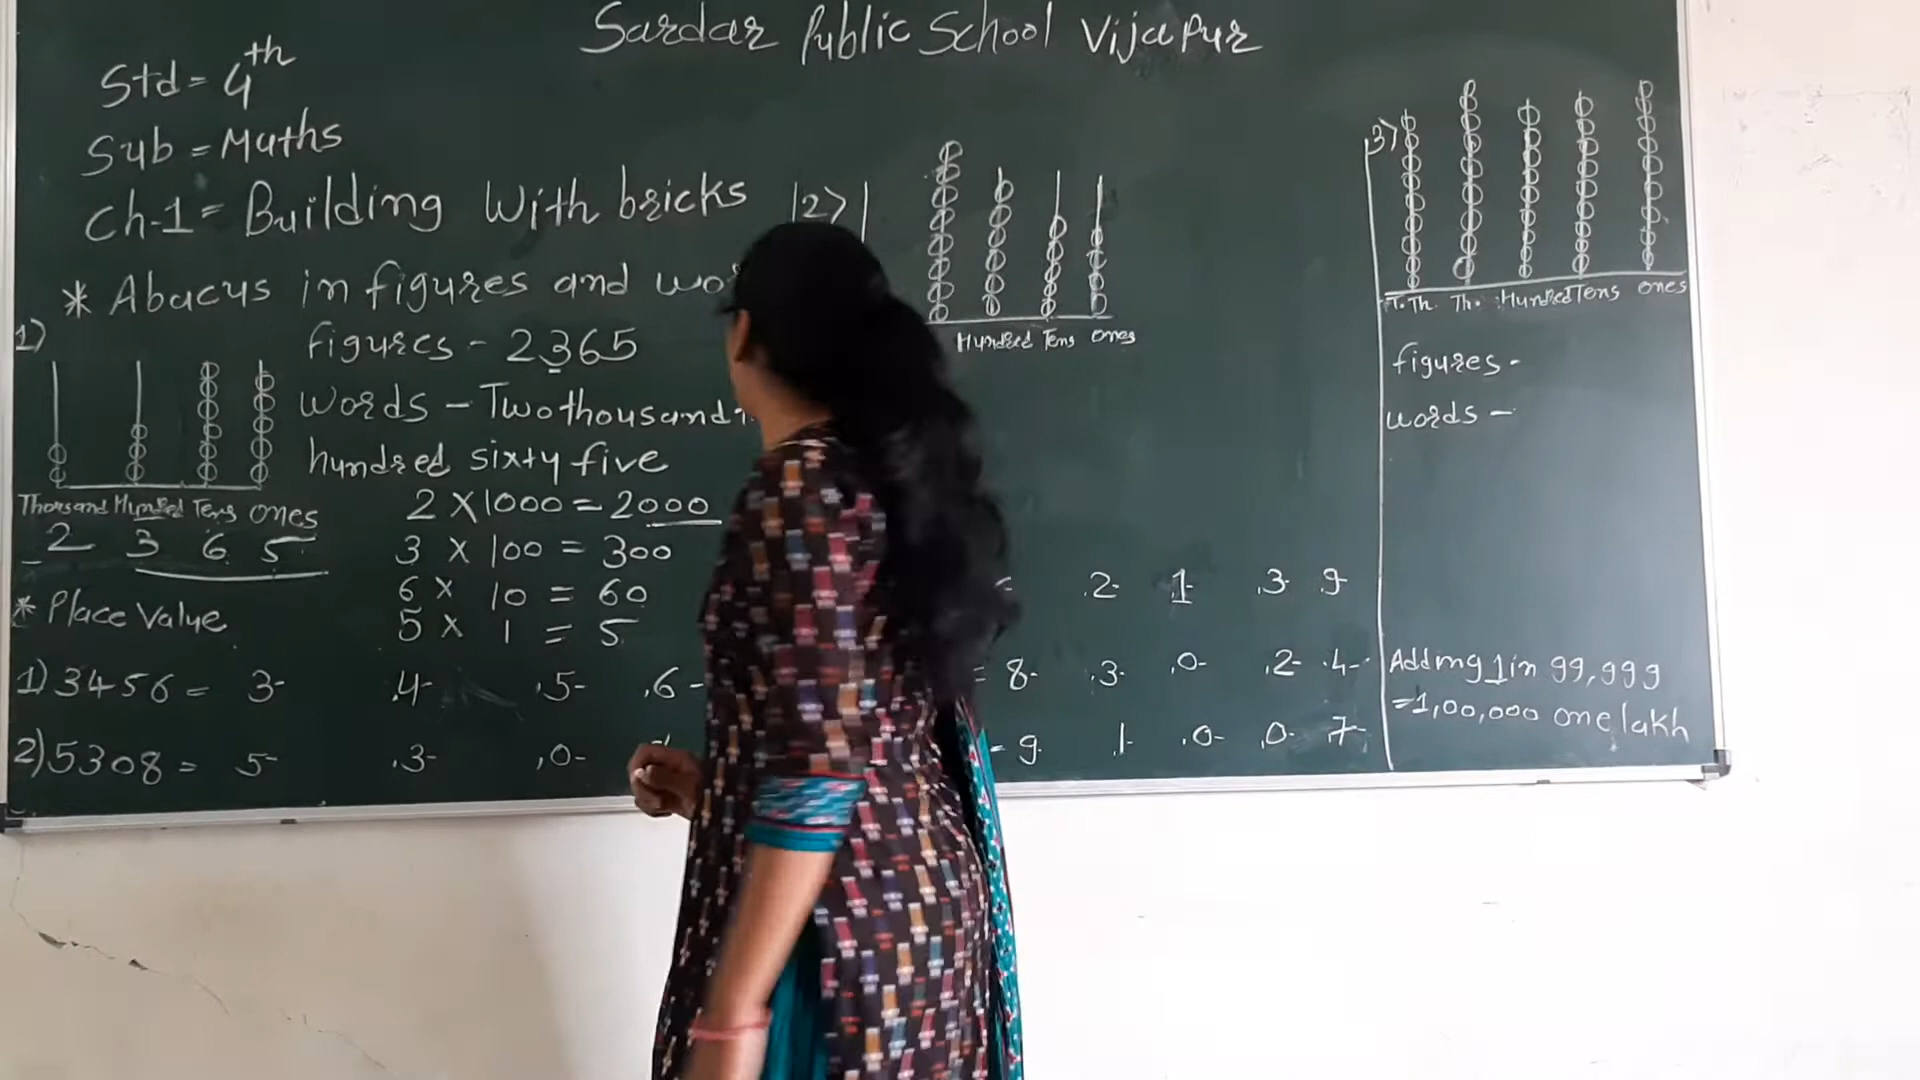 Sardar Public School Vijapur
Std = 4th
Sub = Maths
Ch-1 = Building With bricks
* Abacus in figures and
1)
figures - 2365
words - Two thousand
hundred sixty five
Thousand Hundred Tens Ones
2 3 6 5
2 X 1000 = 2000
3 X 100 = 300
6 X 10 = 60
5 X 1 = 5
* Place Value
1) 3456 = 3- ,4- ,5- ,6-
2) 5308 = 5- ,3- ,0-
2)
Hundred Tens Ones
,2- 1- ,3- 9-
= 8- ,3- ,0- ,2- ,4-
- 9- ,1- ,0- ,0- ,7-
3)
T.Th. Th. Hundred Tens Ones
figures -
words -
Adding 1 in 99,999
= 1,00,000 one lakh